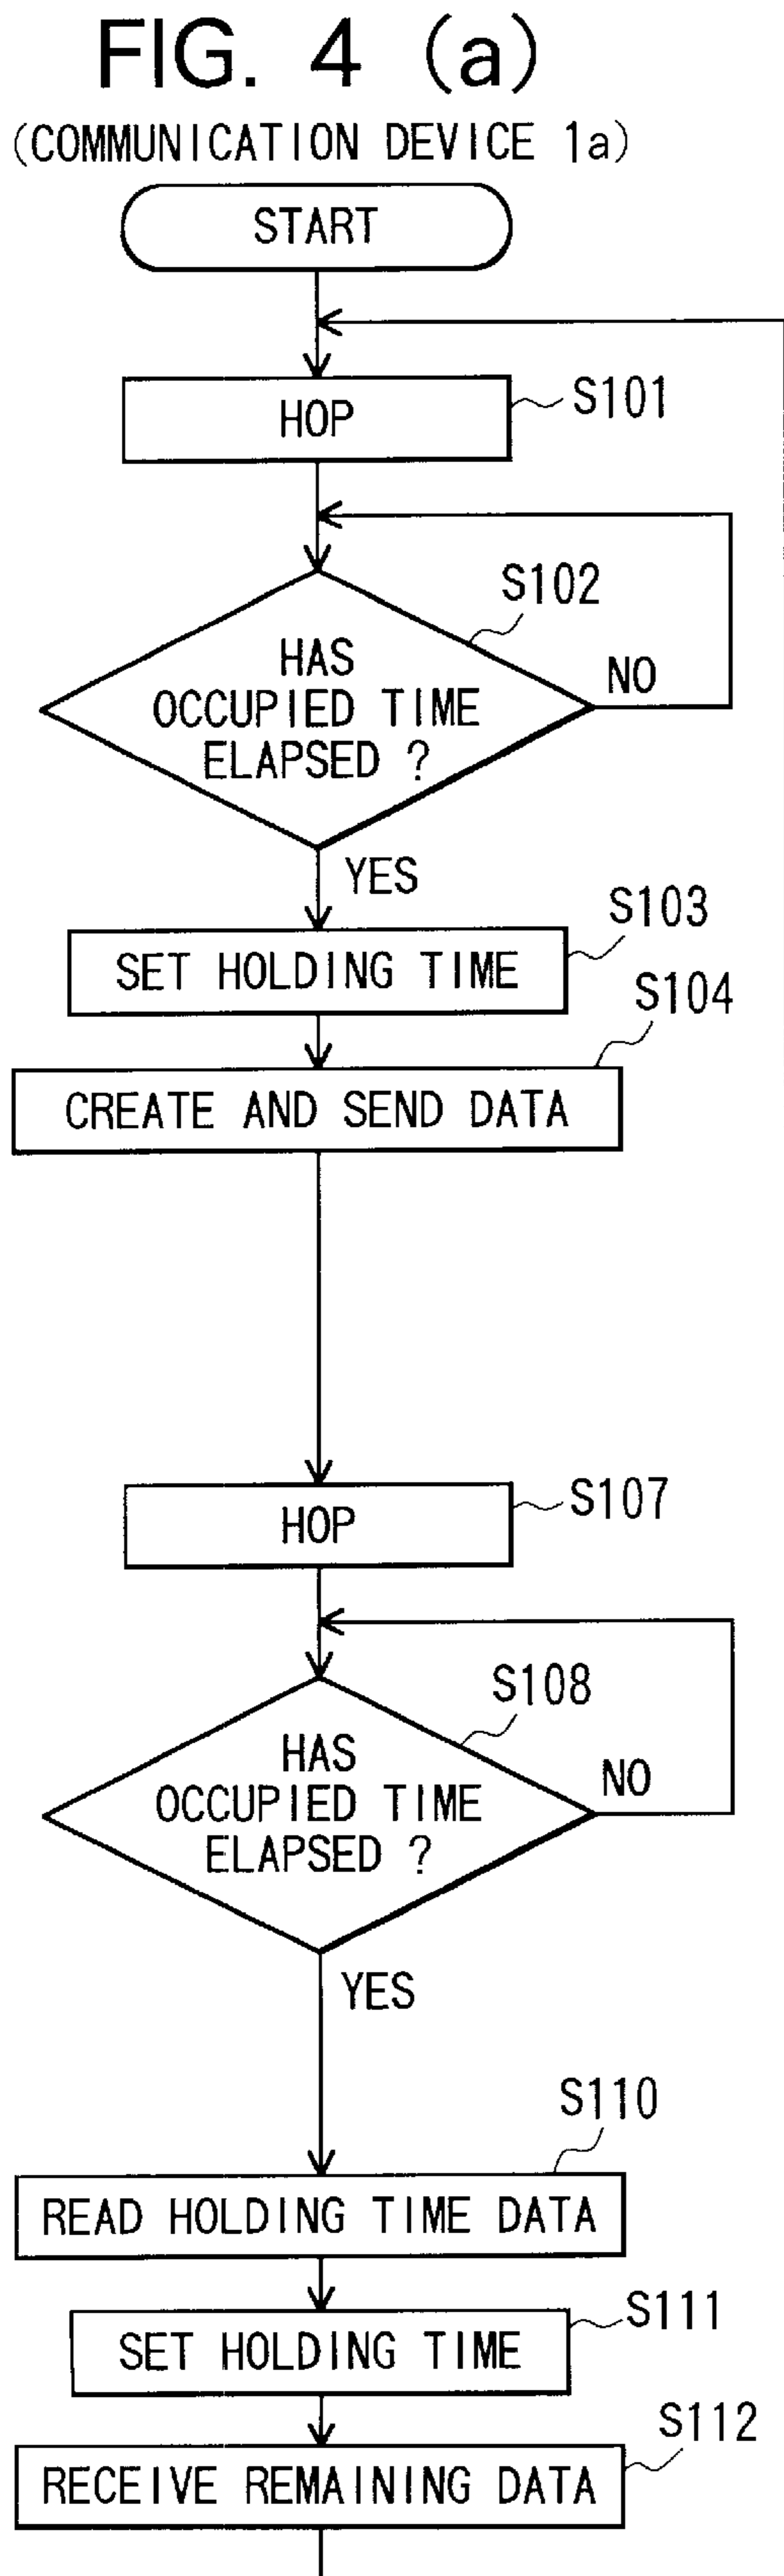 FIG. 4 (a)
(COMMUNICATION DEVICE 1a)
START
HOP
S101
S102
HAS
OCCUPIED TIME
ELAPSED ?
NO
YES
S103
SET HOLDING TIME
S104
CREATE AND SEND DATA
HOP
S107
S108
HAS
OCCUPIED TIME
ELAPSED ?
NO
YES
S110
READ HOLDING TIME DATA
S111
SET HOLDING TIME
S112
RECEIVE REMAINING DATA